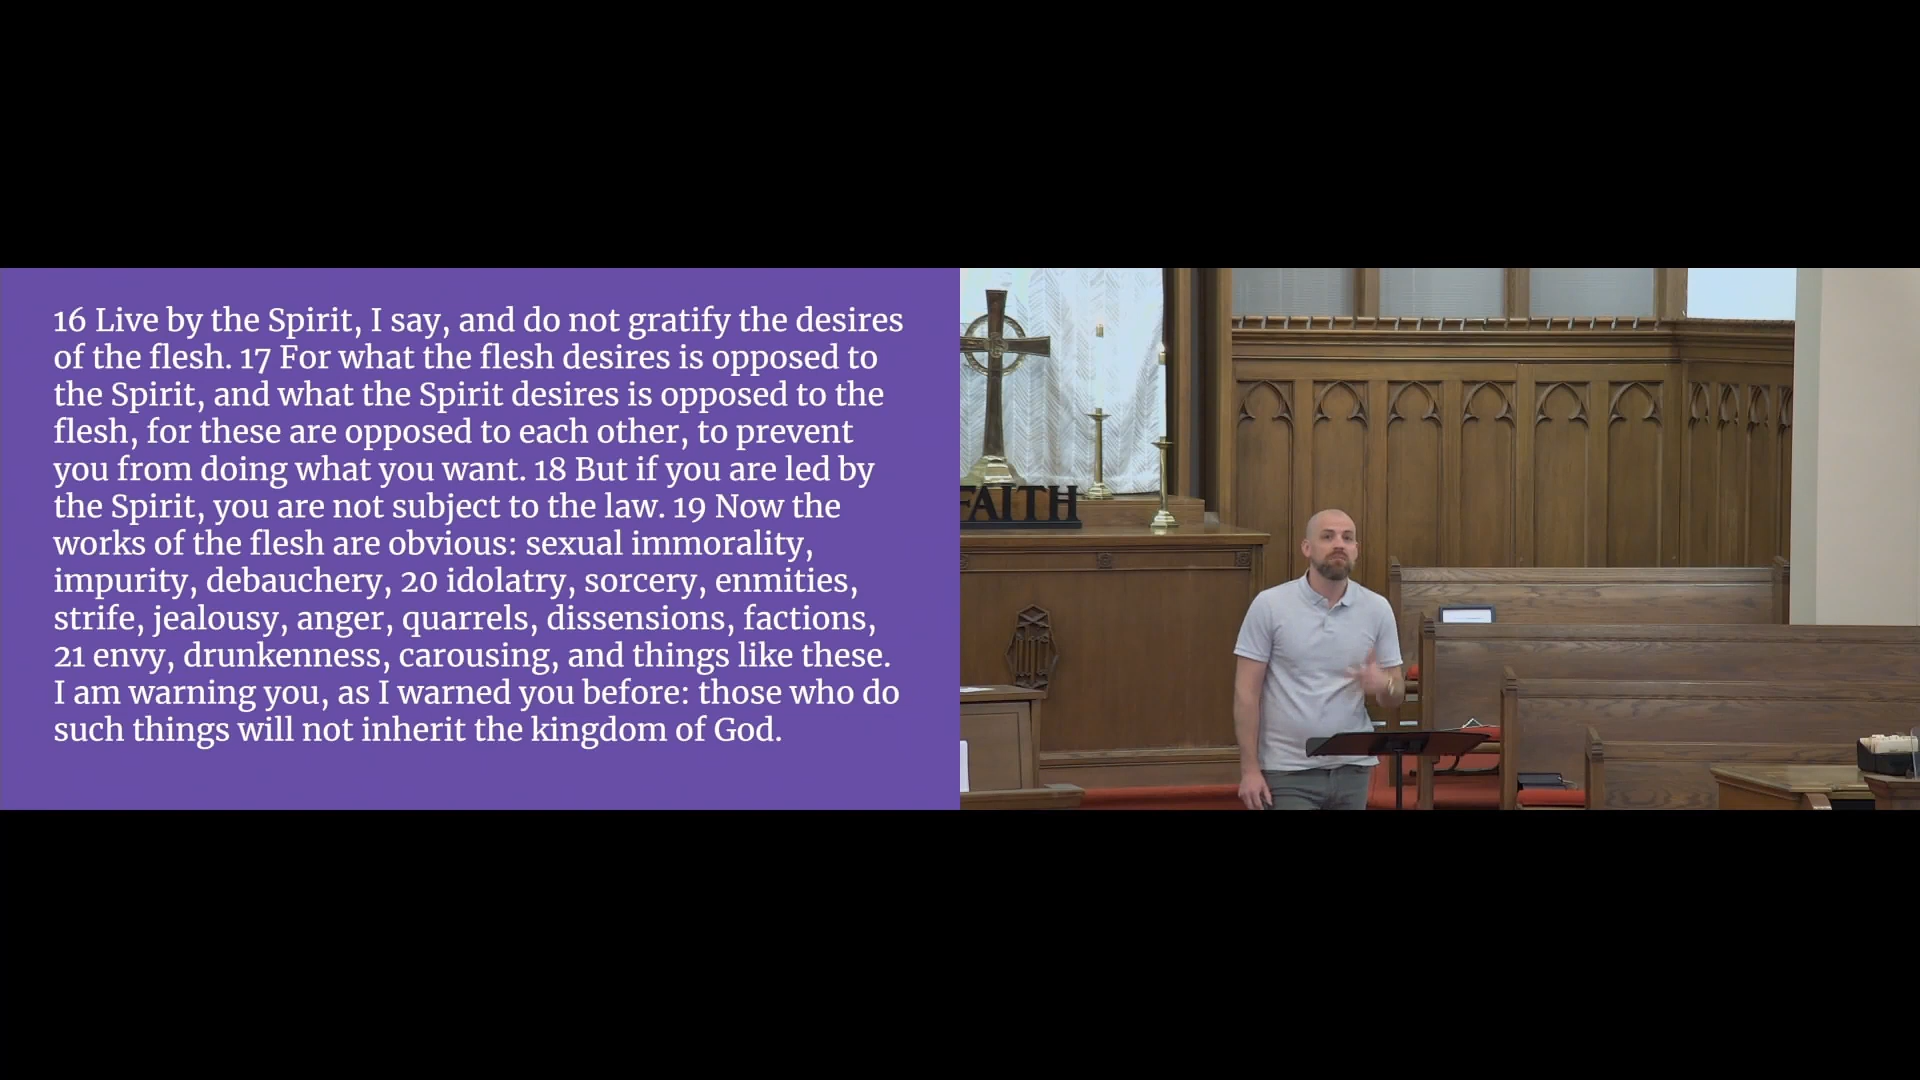 16 Live by the Spirit, I say, and do not gratify the desires
of the flesh. 17 For what the flesh desires is opposed to
the Spirit, and what the Spirit desires is opposed to the
flesh, for these are opposed to each other, to prevent
you from doing what you want. 18 But if you are led by
the Spirit, you are not subject to the law. 19 Now the
works of the flesh are obvious: sexual immorality,
impurity, debauchery, 20 idolatry, sorcery, enmities,
strife, jealousy, anger, quarrels, dissensions, factions,
21 envy, drunkenness, carousing, and things like these.
I am warning you, as I warned you before: those who do
such things will not inherit the kingdom of God.
FAITH